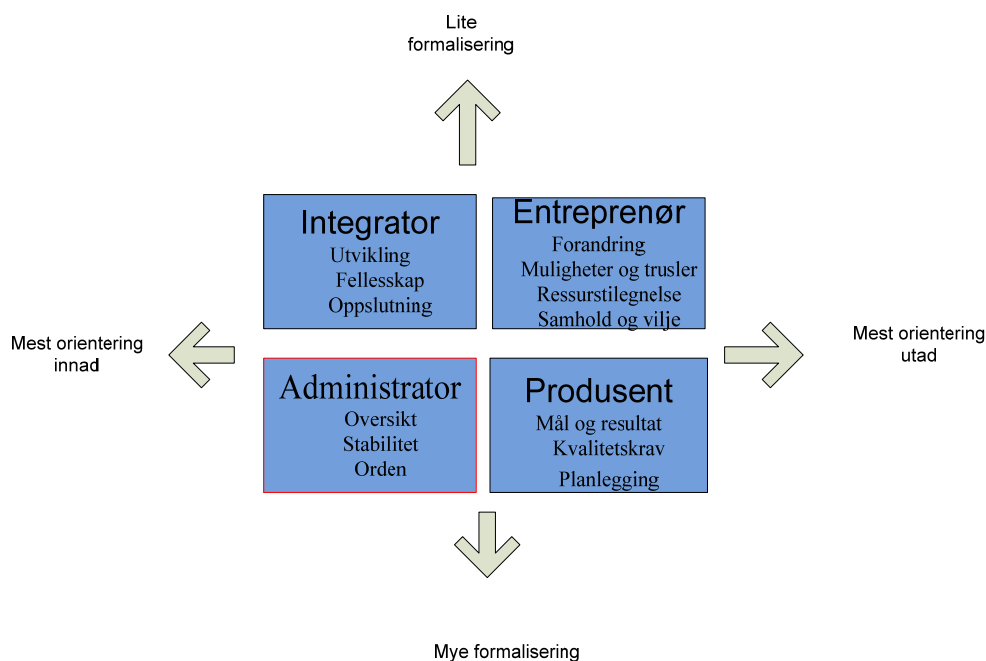 Lite
formalisering
Integrator
Utvikling
Fellesskap
Oppslutning
Entreprenør
Forandring
Muligheter og trusler
Ressurstilegnelse
Samhold og vilje
Mest orientering
innad
Mest orientering
utad
Administrator
Oversikt
Stabilitet
Orden
Produsent
Mål og resultat
Kvalitetskrav
Planlegging
Mye formalisering